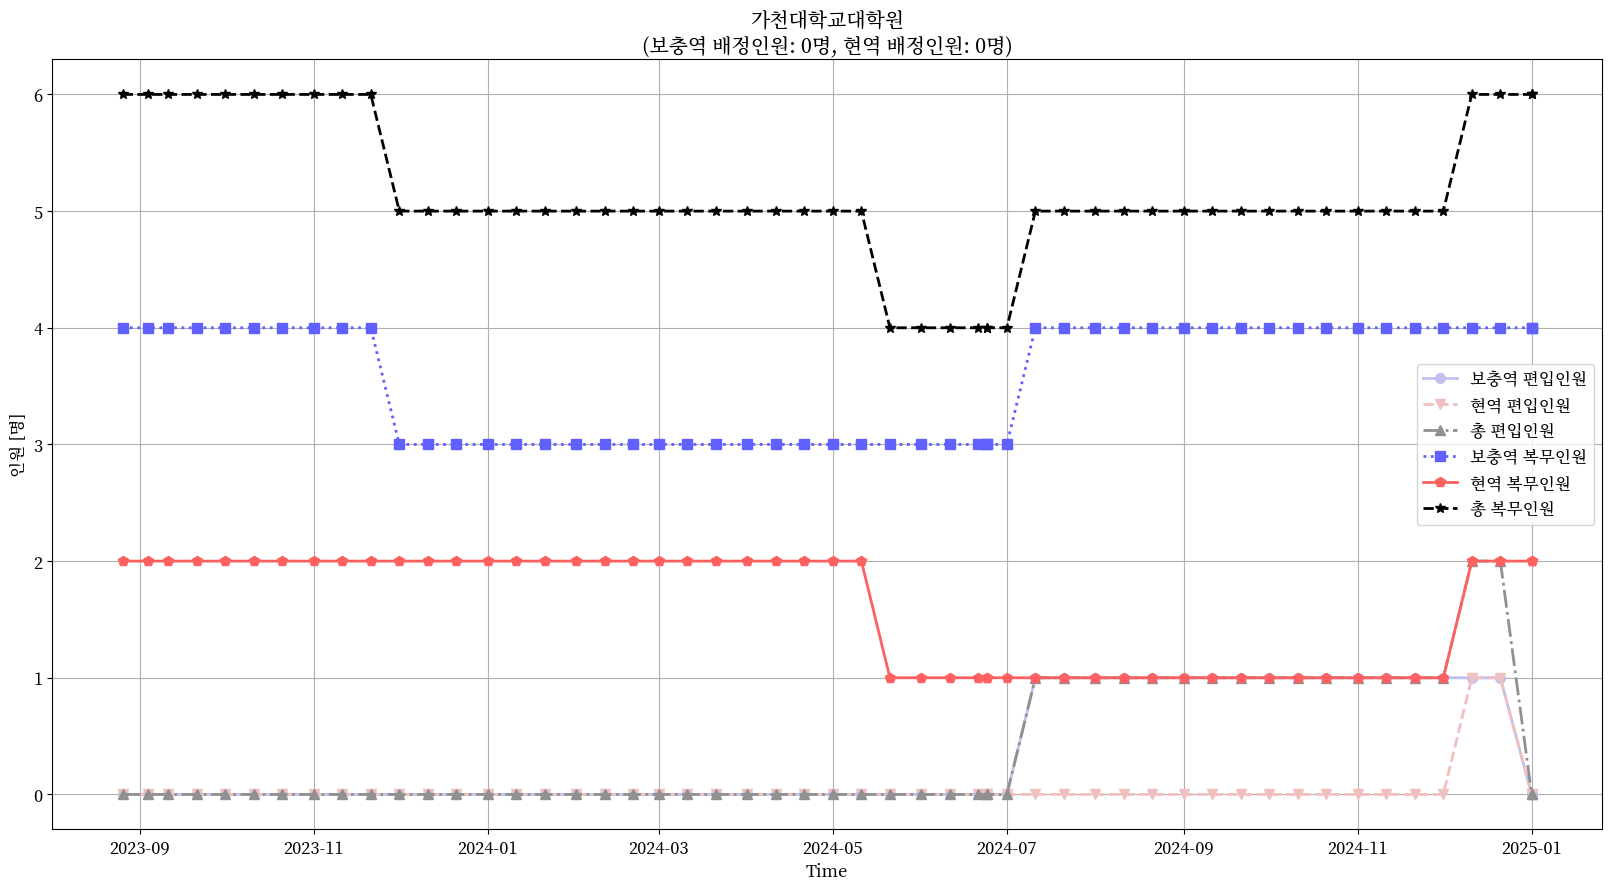 가천대학교대학원
(보충역 배정인원: 0명, 현역 배정인원: 0명)
인원 [명]
6
5
4
3
2
1
0
보충역 편입인원
현역 편입인원
총 편입인원
보충역 복무인원
현역 복무인원
총 복무인원
2023-09
2023-11
2024-01
2024-03
2024-05
2024-07
2024-09
2024-11
2025-01
Time